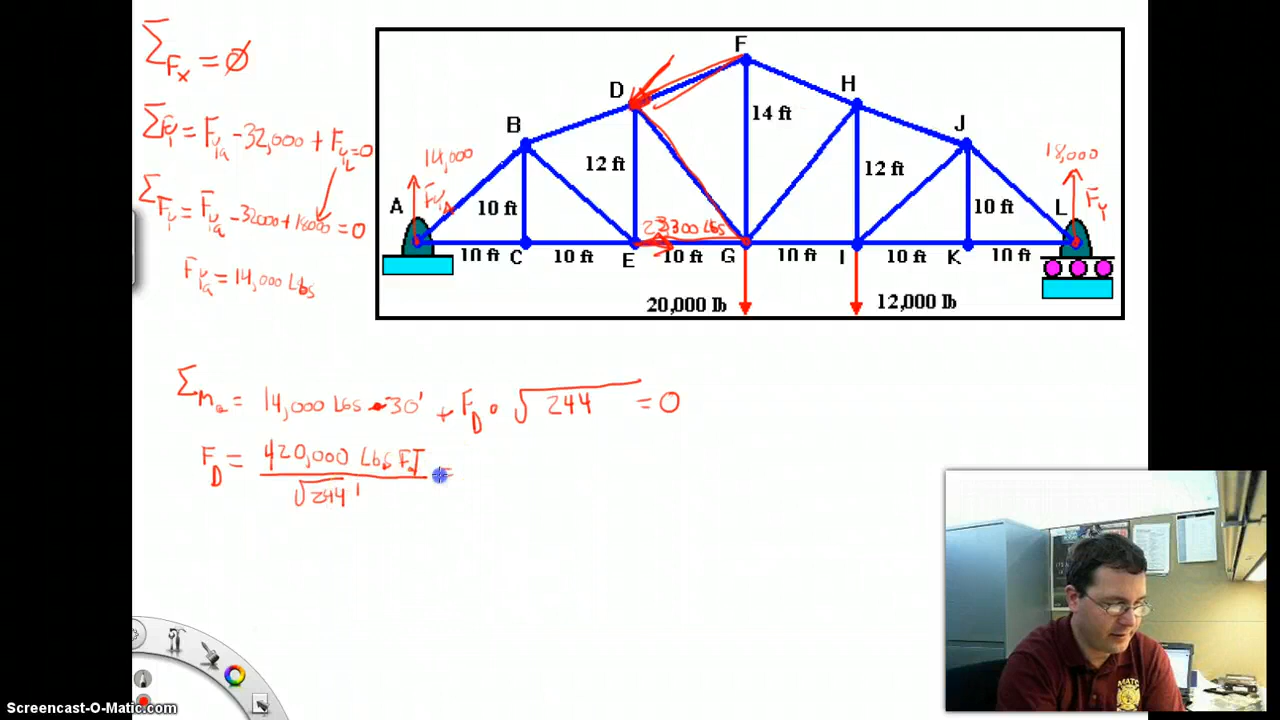 ΣFx = Ø
ΣFy = Fya - 32,000 + FyL = 0
ΣFy = Fya - 32000 + 18000 = 0
Fya = 14,000 Lbs
F
D
H
14 ft
B
J
12 ft
12 ft
14,000
18,000
FyA
Fy
A
10 ft
10 ft
L
23300 Lbs
10 ft
C
10 ft
E
10 ft
G
10 ft
I
10 ft
K
10 ft
20,000 lb
12,000 lb
14,000 Lbs • 30' + FD • √244 = 0
FD = 420,000 Lbs FT
√244 '
=
MATC
Screencast-O-Matic.com